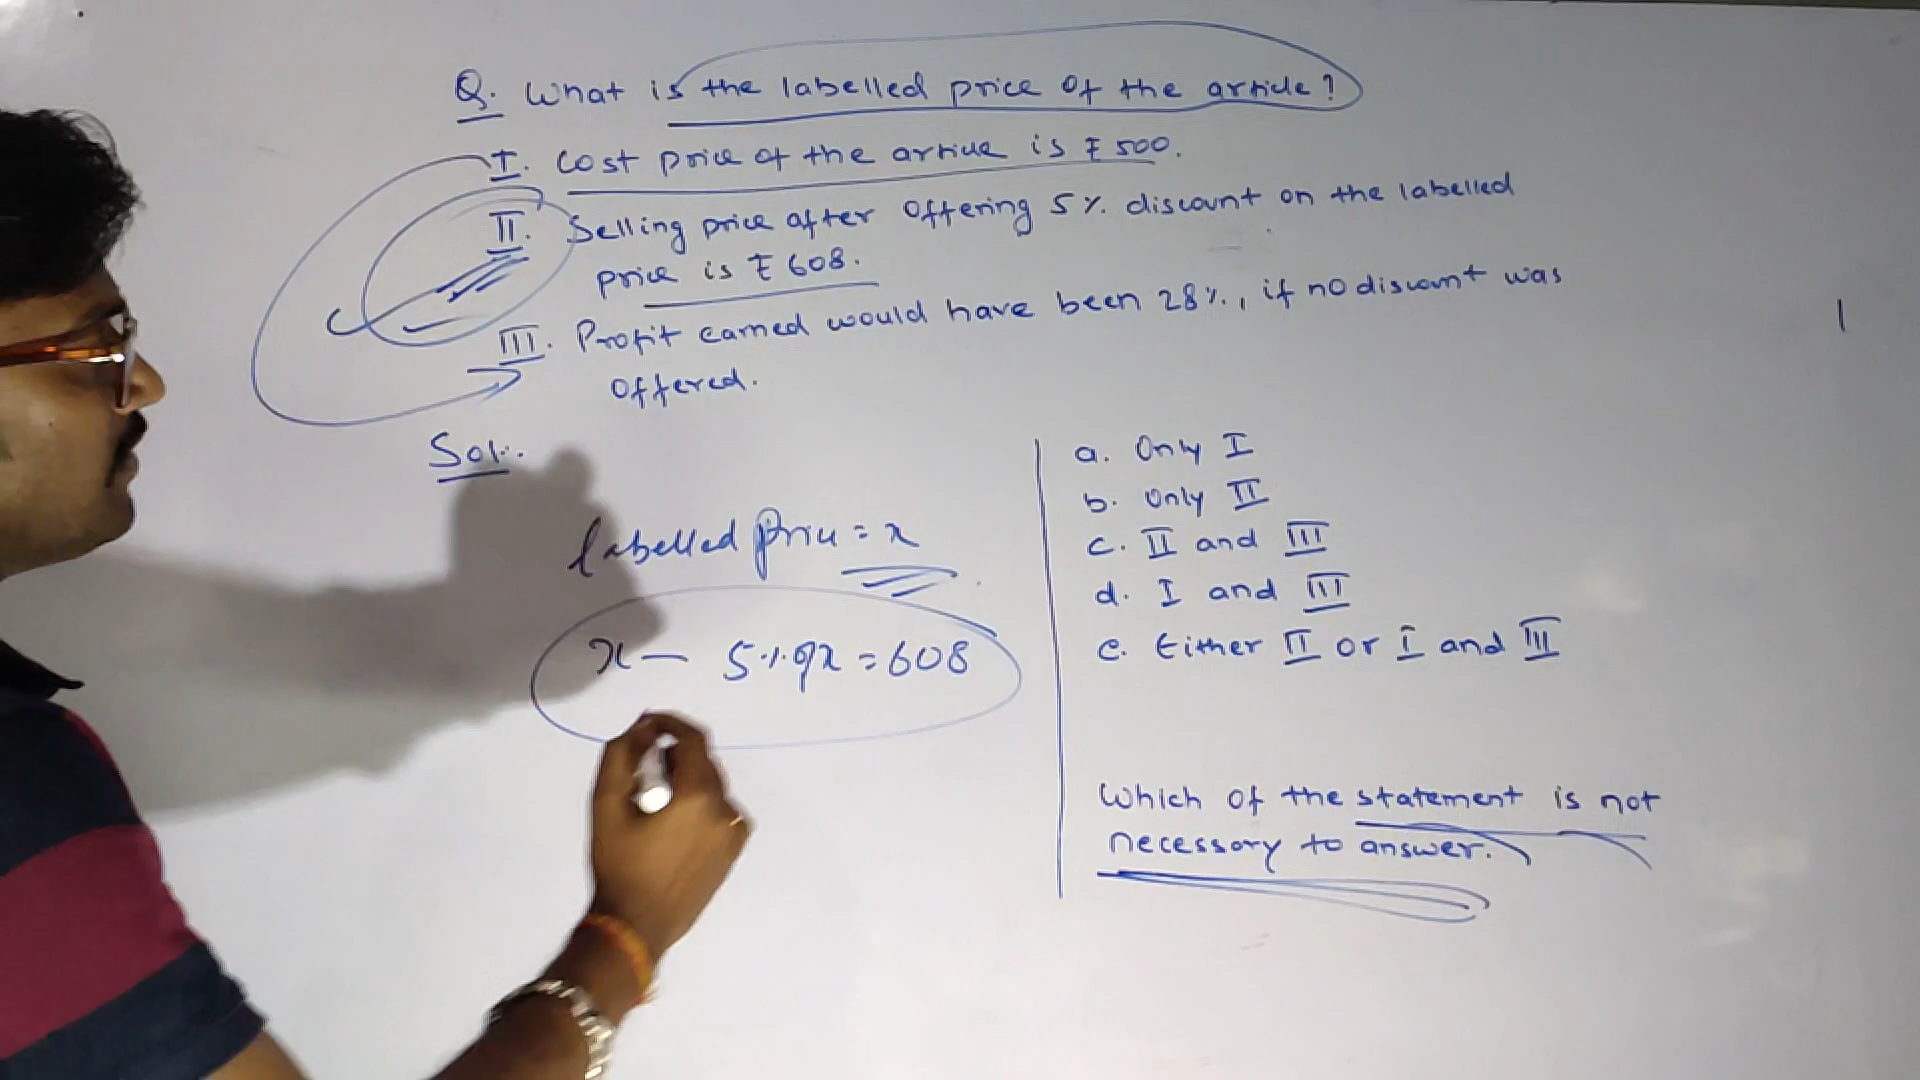 Q. What is the labelled price of the article?
I. Cost price of the article is ₹ 500.
II. Selling price after offering 5% discount on the labelled
price is ₹ 608.
III. Profit earned would have been 28%, if no discount was
offered.
Soln.
labelled price = x
x - 5% of x = 608
a. Only I
b. Only II
c. II and III
d. I and III
e. Either II or I and III
Which of the statement is not
necessary to answer.